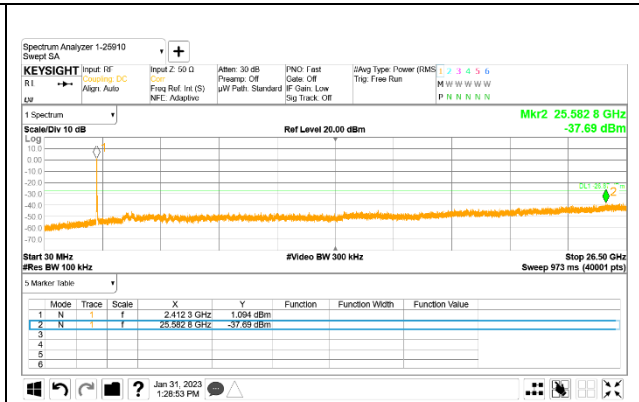 Spectrum Analyzer 1-25910
Swept SA
KEYSIGHT Input: RF Input Z: 50 Ω Atten: 30 dB PNO: Fast #Avg Type: Power (RMS 1 2 3 4 5 6
RL Coupling: DC Corr Preamp: Off Gate: Off Trig: Free Run M W W W W W
Align: Auto Freq Ref: Int (S) µW Path: Standard IF Gain: Low P N N N N N
NFE: Adaptive Sig Track: Off
1 Spectrum
Mkr2 25.582 8 GHz
Scale/Div 10 dB Ref Level 20.00 dBm -37.69 dBm
Log
10.0
0.00
-10.0
-20.0
-30.0
-40.0
-50.0
-60.0
-70.0
1
2
Start 30 MHz #Video BW 300 kHz Stop 26.50 GHz
#Res BW 100 kHz Sweep 973 ms (40001 pts)
5 Marker Table
Mode Trace Scale X Y Function Function Width Function Value
1 N 1 f 2.412 3 GHz 1.094 dBm
2 N 1 f 25.582 8 GHz -37.69 dBm
3
4
5
6
? Jan 31, 2023
1:28:53 PM